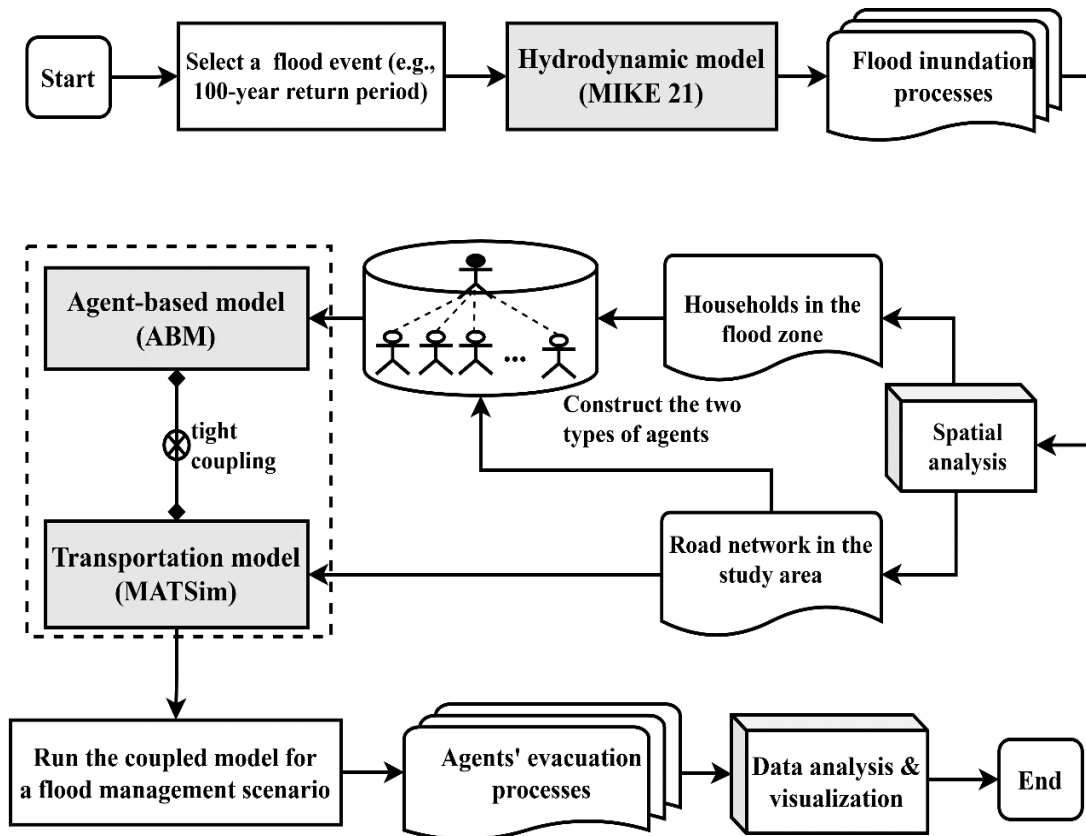 Start
Select a flood event (e.g.,
100-year return period)
Hydrodynamic model
(MIKE 21)
Flood inundation
processes
Agent-based model
(ABM)
Households in the
flood zone
...
Construct the two
types of agents
Spatial
analysis
tight
coupling
Transportation model
(MATSim)
Road network in the
study area
Run the coupled model for
a flood management scenario
Agents' evacuation
processes
Data analysis &
visualization
End